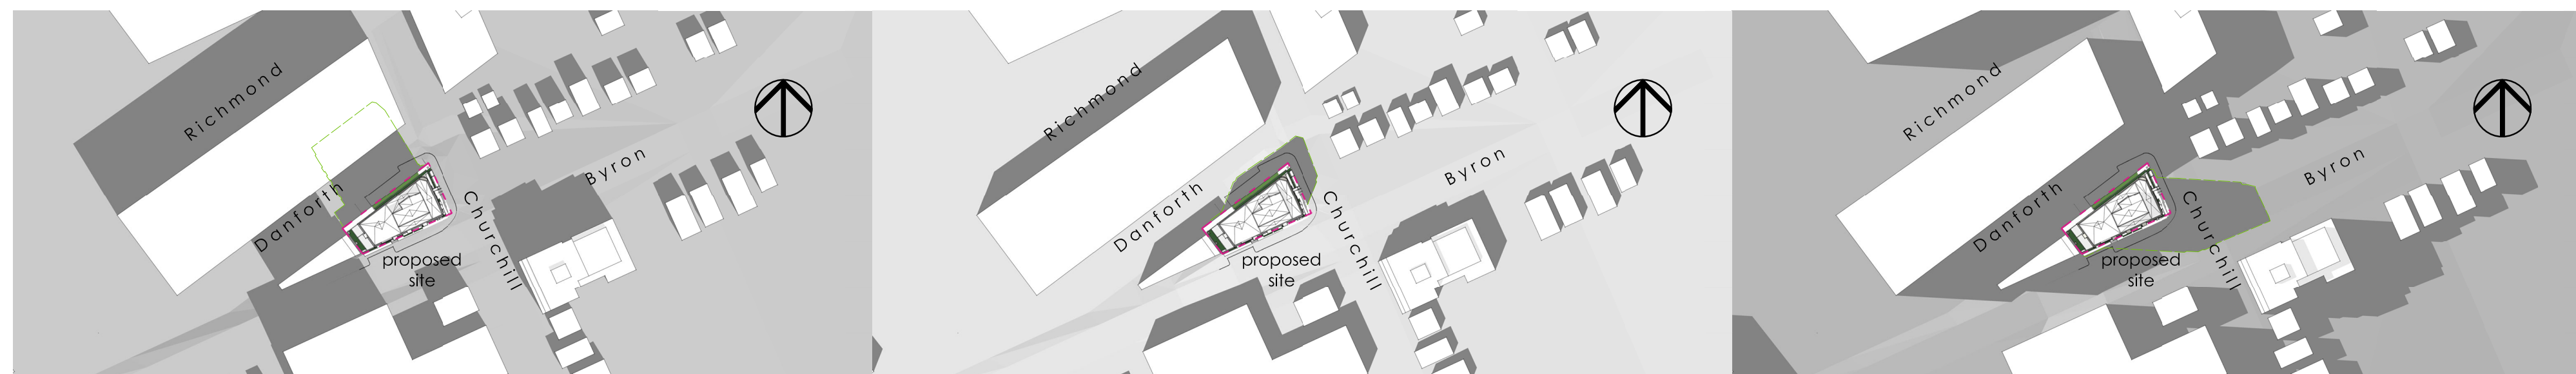 Richmond
Danforth
Byron
Churchill
proposed
site
Richmond
Danforth
Byron
Churchill
proposed
site
Richmond
Danforth
Byron
Churchill
proposed
site